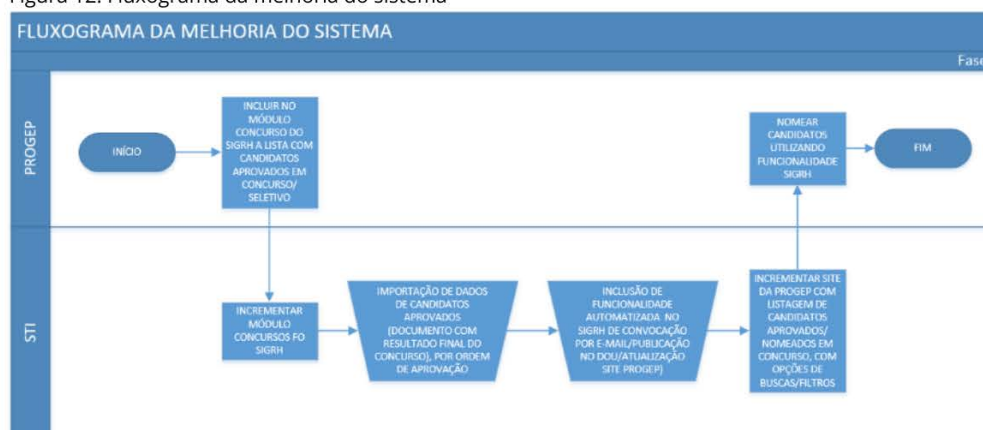 Figura 12: Fluxograma da melhoria do sistema
FLUXOGRAMA DA MELHORIA DO SISTEMA
Fase
PROGEP
INÍCIO
INCLUIR NO
MÓDULO
CONCURSO DO
SIGRH A LISTA COM
CANDIDATOS
APROVADOS EM
CONCURSO/
SELETIVO
NOMEAR
CANDIDATOS
UTILIZANDO
FUNCIONALIDADE
SIGRH
FIM
STI
INCREMENTAR
MÓDULO
CONCURSOS FO
SIGRH
IMPORTAÇÃO DE DADOS
DE CANDIDATOS
APROVADOS
(DOCUMENTO COM
RESULTADO FINAL DO
CONCURSO), POR ORDEM
DE APROVAÇÃO
INCLUSÃO DE
FUNCIONALIDADE
AUTOMATIZADA NO
SIGRH DE CONVOCAÇÃO
POR E-MAIL/PUBLICAÇÃO
NO DOU/ATUALIZAÇÃO
SITE PROGEP)
INCREMENTAR SITE
DA PROGEP COM
LISTAGEM DE
CANDIDATOS
APROVADOS/
NOMEADOS EM
CONCURSO, COM
OPÇÕES DE
BUSCAS/FILTROS